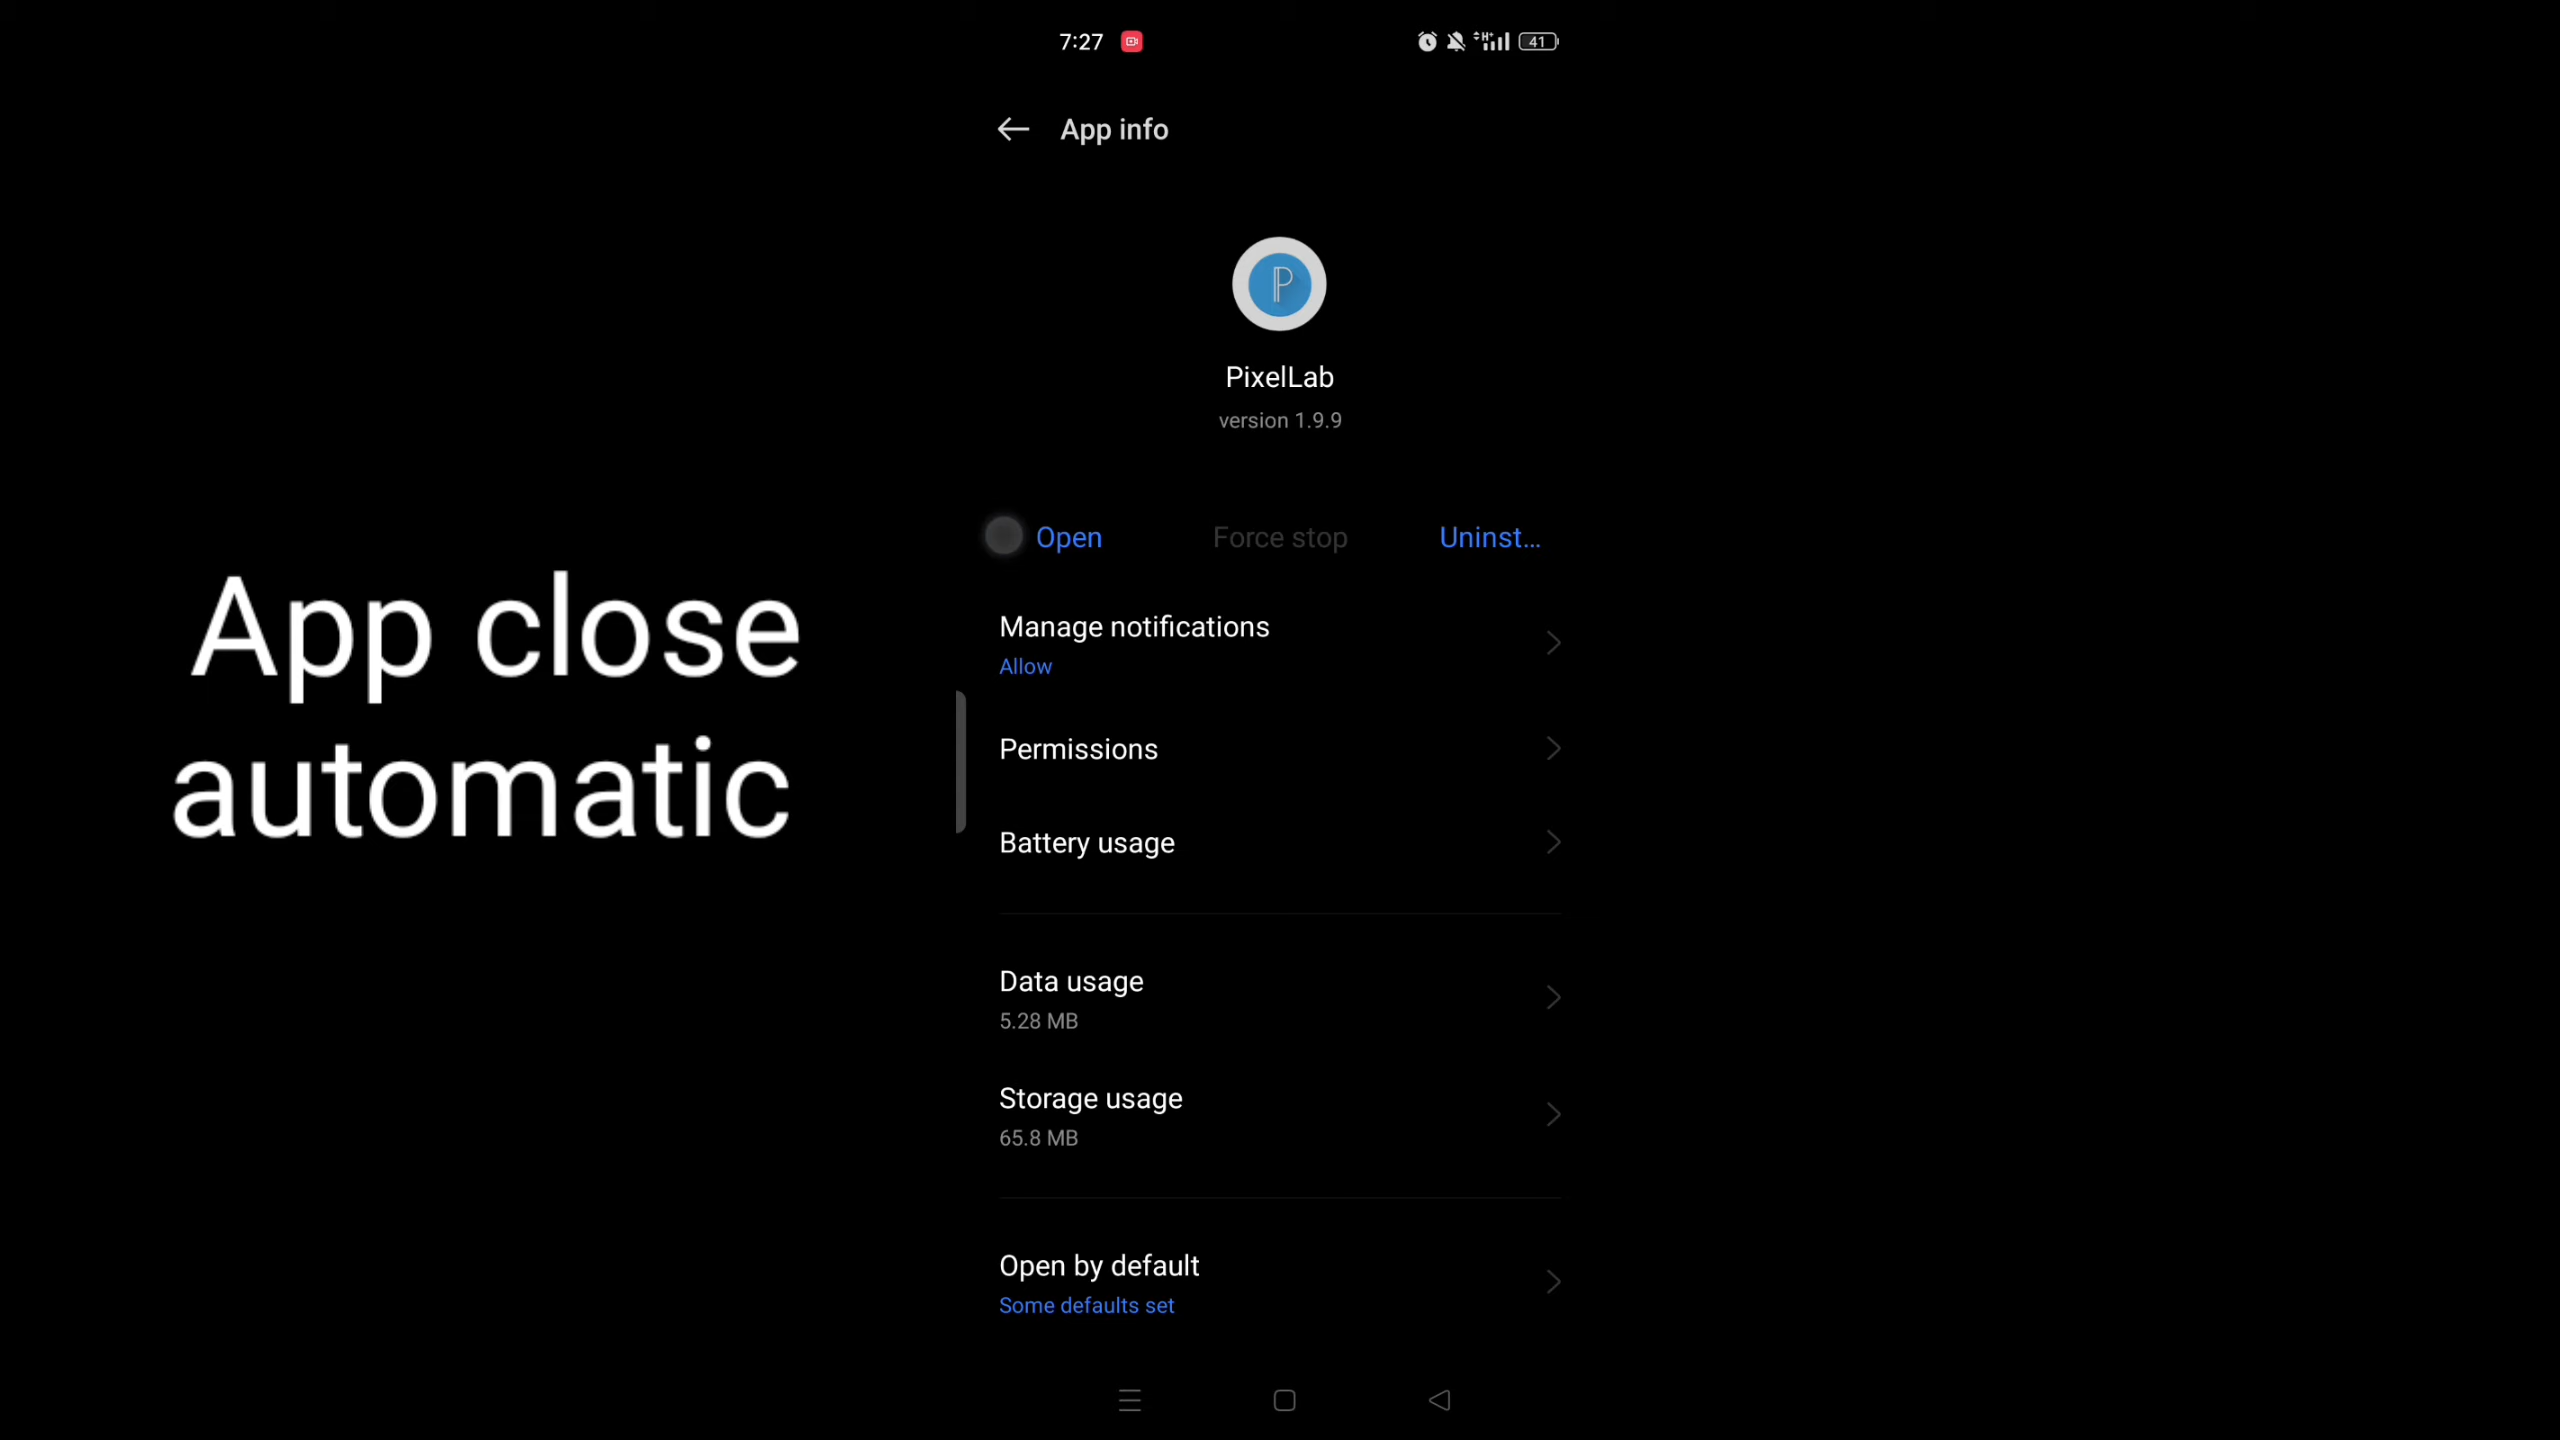 7:27
H+
41
App info
P
PixelLab
version 1.9.9
Open
Force stop
Uninst...
App close
automatic
Manage notifications
Allow
Permissions
Battery usage
Data usage
5.28 MB
Storage usage
65.8 MB
Open by default
Some defaults set